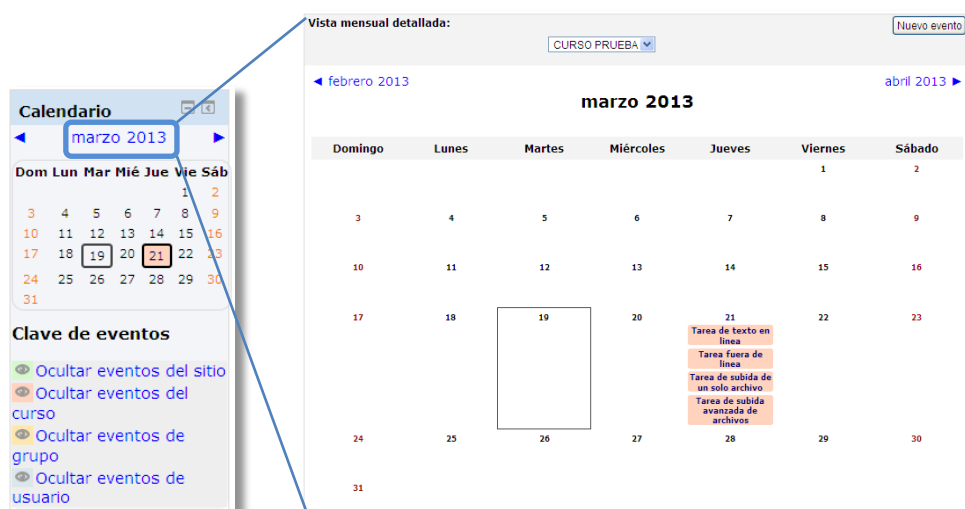 Calendario
◄ marzo 2013 ►
Dom Lun Mar Mié Jue Vie Sáb
1 2
3 4 5 6 7 8 9
10 11 12 13 14 15 16
17 18 19 20 21 22 23
24 25 26 27 28 29 30
31
Clave de eventos
Ocultar eventos del sitio
Ocultar eventos del
curso
Ocultar eventos de
grupo
Ocultar eventos de
usuario
Vista mensual detallada:
Nuevo evento
CURSO PRUEBA
◄ febrero 2013
abril 2013 ►
marzo 2013
Domingo Lunes Martes Miércoles Jueves Viernes Sábado
1 2
3 4 5 6 7 8 9
10 11 12 13 14 15 16
17 18 19 20 21 22 23
Tarea de texto en
línea
Tarea fuera de
línea
Tarea de subida de
un solo archivo
Tarea de subida
avanzada de
archivos
24 25 26 27 28 29 30
31